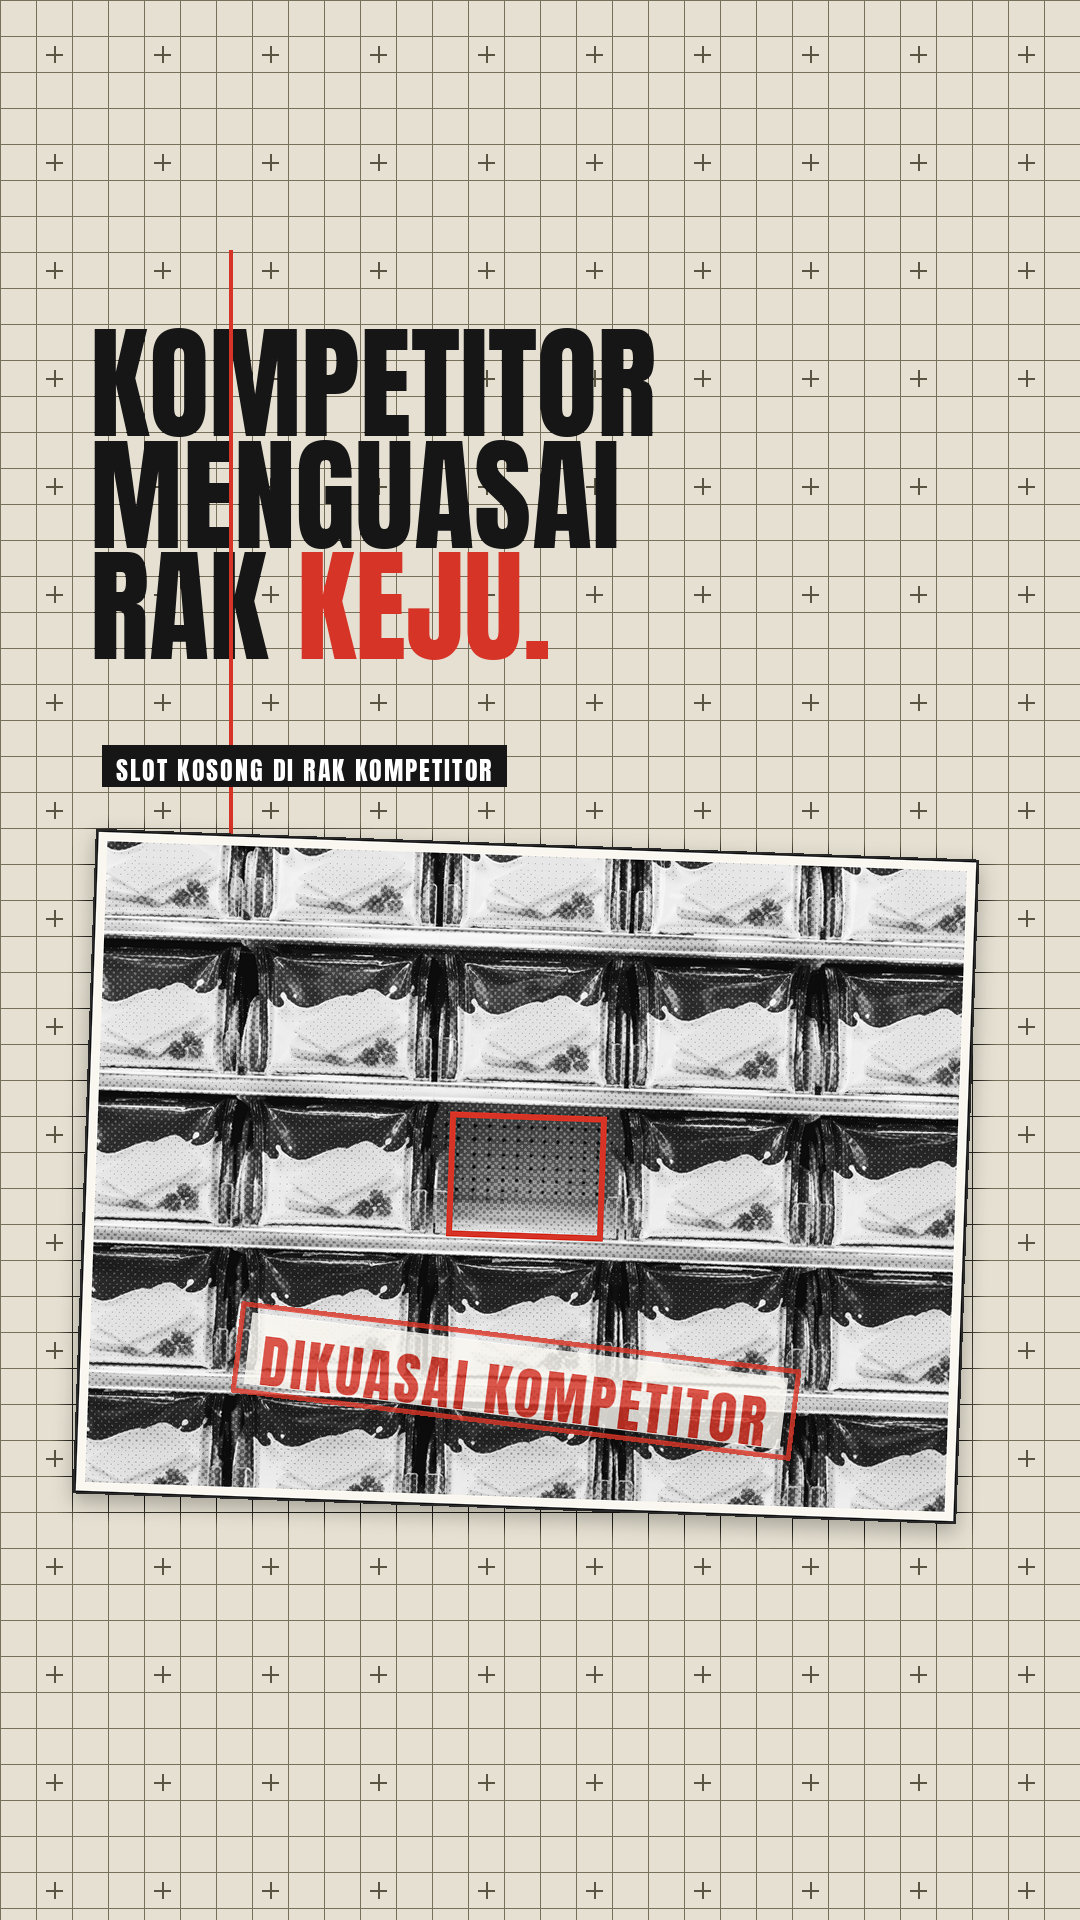 KOMPETITOR
MENGUASAI
RAK KEJU.
SLOT KOSONG DI RAK KOMPETITOR
DIKUASAI KOMPETITOR